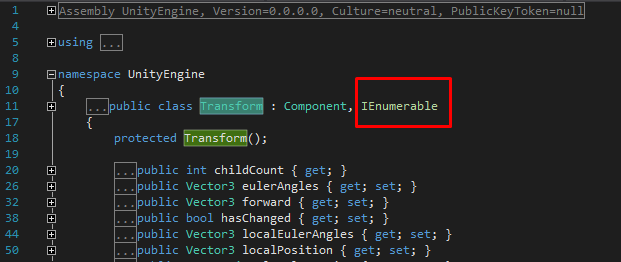 1 Assembly UnityEngine, Version=0.0.0.0, Culture=neutral, PublicKeyToken=null
4
5 using ...
8
9 namespace UnityEngine
10 {
11 ...public class Transform : Component, IEnumerable
17 {
18 protected Transform();
19
20 ...public int childCount { get; }
26 ...public Vector3 eulerAngles { get; set; }
32 ...public Vector3 forward { get; set; }
38 ...public bool hasChanged { get; set; }
44 ...public Vector3 localEulerAngles { get; set; }
50 ...public Vector3 localPosition { get; set; }